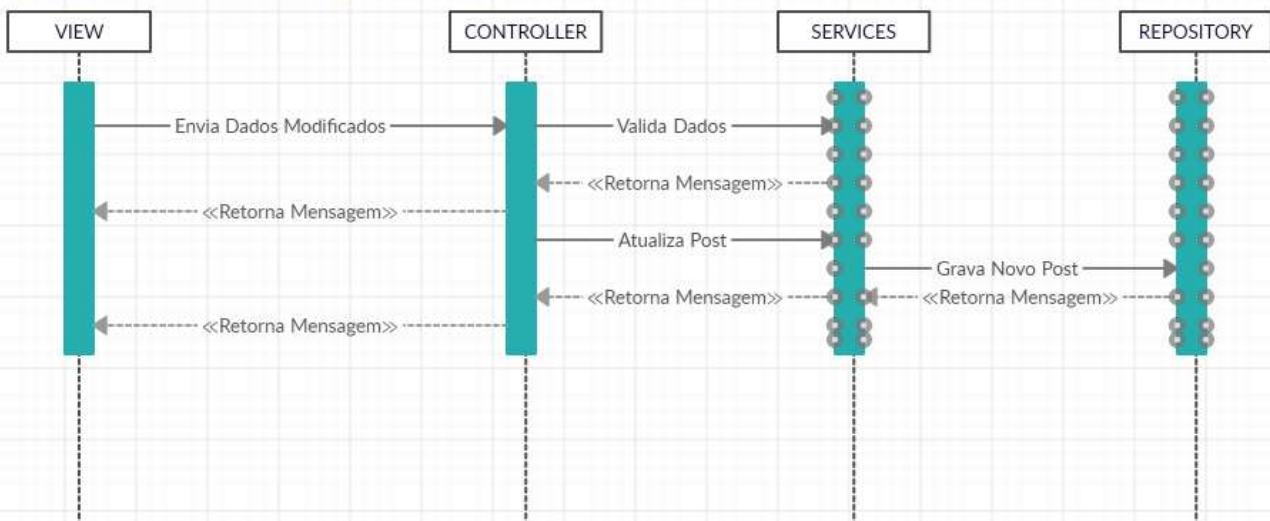 VIEW
CONTROLLER
SERVICES
REPOSITORY
Envia Dados Modificados
Valida Dados
≪Retorna Mensagem≫
≪Retorna Mensagem≫
Atualiza Post
Grava Novo Post
≪Retorna Mensagem≫
≪Retorna Mensagem≫
≪Retorna Mensagem≫